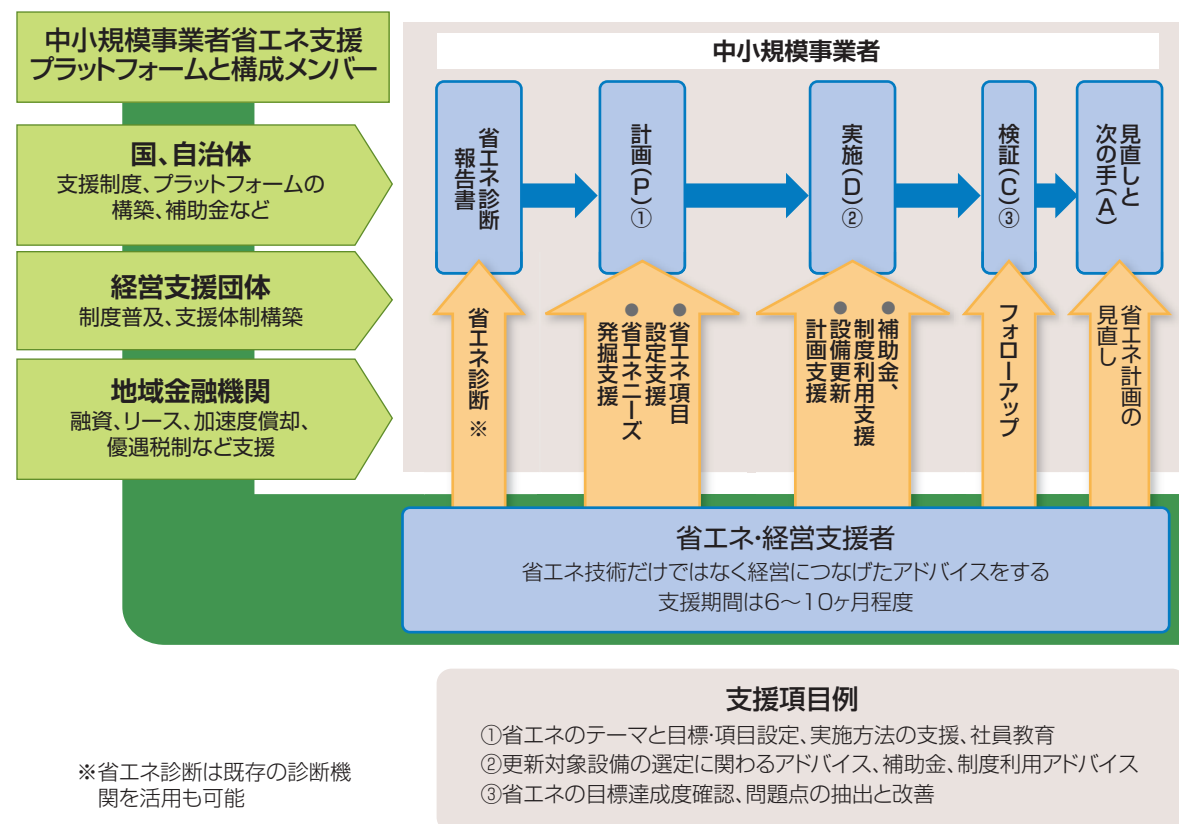 中小規模事業者省エネ支援
プラットフォームと構成メンバー
国、自治体
支援制度、プラットフォームの
構築、補助金など
経営支援団体
制度普及、支援体制構築
地域金融機関
融資、リース、加速度償却、
優遇税制など支援
中小規模事業者
省エネ診断
報告書
計画(P)①
実施(D)②
検証(C)③
見直しと
次の手(A)
省エネ診断 ※
●省エネ項目
設定支援
●省エネニーズ
発掘支援
●補助金、
制度利用支援
●設備更新
計画支援
フォローアップ
省エネ計画の
見直し
省エネ・経営支援者
省エネ技術だけではなく経営につなげたアドバイスをする
支援期間は6〜10ヶ月程度
支援項目例
①省エネのテーマと目標・項目設定、実施方法の支援、社員教育
②更新対象設備の選定に関わるアドバイス、補助金、制度利用アドバイス
③省エネの目標達成度確認、問題点の抽出と改善
※省エネ診断は既存の診断機
関を活用も可能